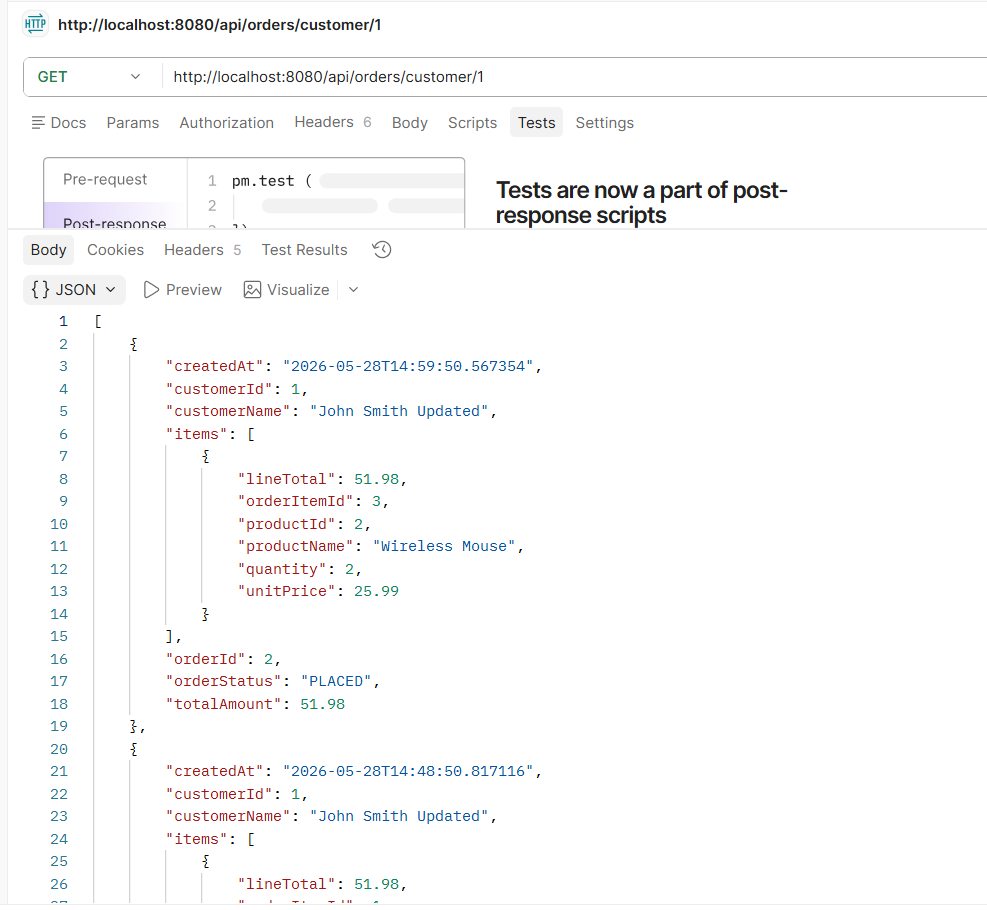 HTTP http://localhost:8080/api/orders/customer/1
GET http://localhost:8080/api/orders/customer/1
Docs Params Authorization Headers 6 Body Scripts Tests Settings
Pre-request
Post-response
1 pm.test (
2
Tests are now a part of post-
response scripts
Body Cookies Headers 5 Test Results
{} JSON Preview Visualize
1 [
2 {
3 "createdAt": "2026-05-28T14:59:50.567354",
4 "customerId": 1,
5 "customerName": "John Smith Updated",
6 "items": [
7 {
8 "lineTotal": 51.98,
9 "orderItemId": 3,
10 "productId": 2,
11 "productName": "Wireless Mouse",
12 "quantity": 2,
13 "unitPrice": 25.99
14 }
15 ],
16 "orderId": 2,
17 "orderStatus": "PLACED",
18 "totalAmount": 51.98
19 },
20 {
21 "createdAt": "2026-05-28T14:48:50.817116",
22 "customerId": 1,
23 "customerName": "John Smith Updated",
24 "items": [
25 {
26 "lineTotal": 51.98,